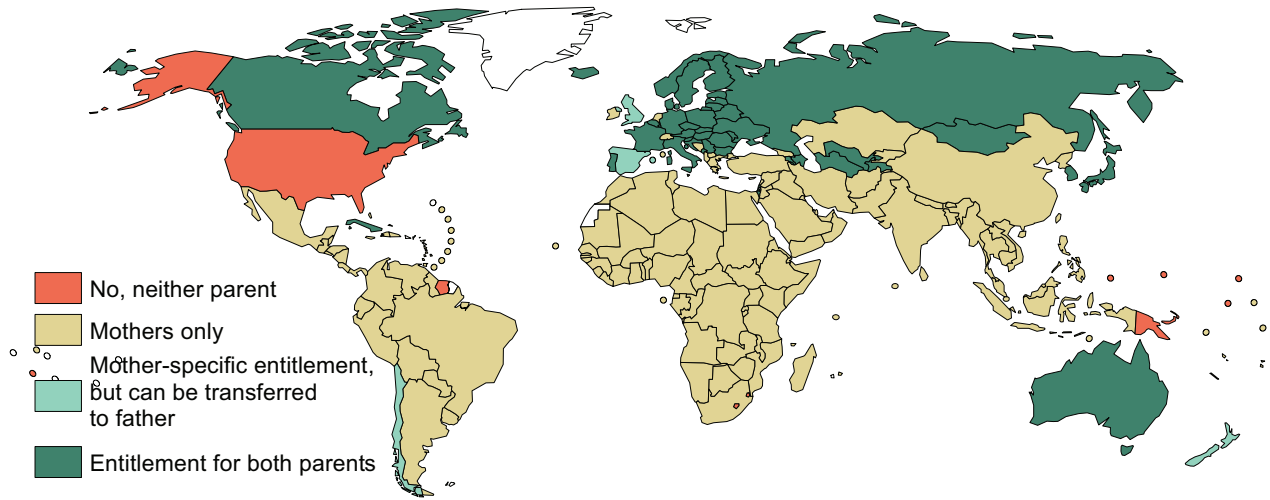 No, neither parent
Mothers only
Mother-specific entitlement,
but can be transferred
to father
Entitlement for both parents